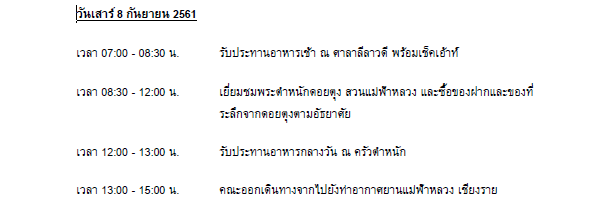 วันเสาร์ 8 กันยายน 2561
เวลา 07:00 - 08:30 น. รับประทานอาหารเช้า ณ ศาลาลีลาวดี พร้อมเช็คเอ้าท์
เวลา 08:30 - 12:00 น. เยี่ยมชมพระตำหนักดอยตุง สวนแม่ฟ้าหลวง และซื้อของฝากและของที่
ระลึกจากดอยตุงตามอัธยาศัย
เวลา 12:00 - 13:00 น. รับประทานอาหารกลางวัน ณ ครัวตำหนัก
เวลา 13:00 - 15:00 น. คณะออกเดินทางจากไปยังท่าอากาศยานแม่ฟ้าหลวง เชียงราย